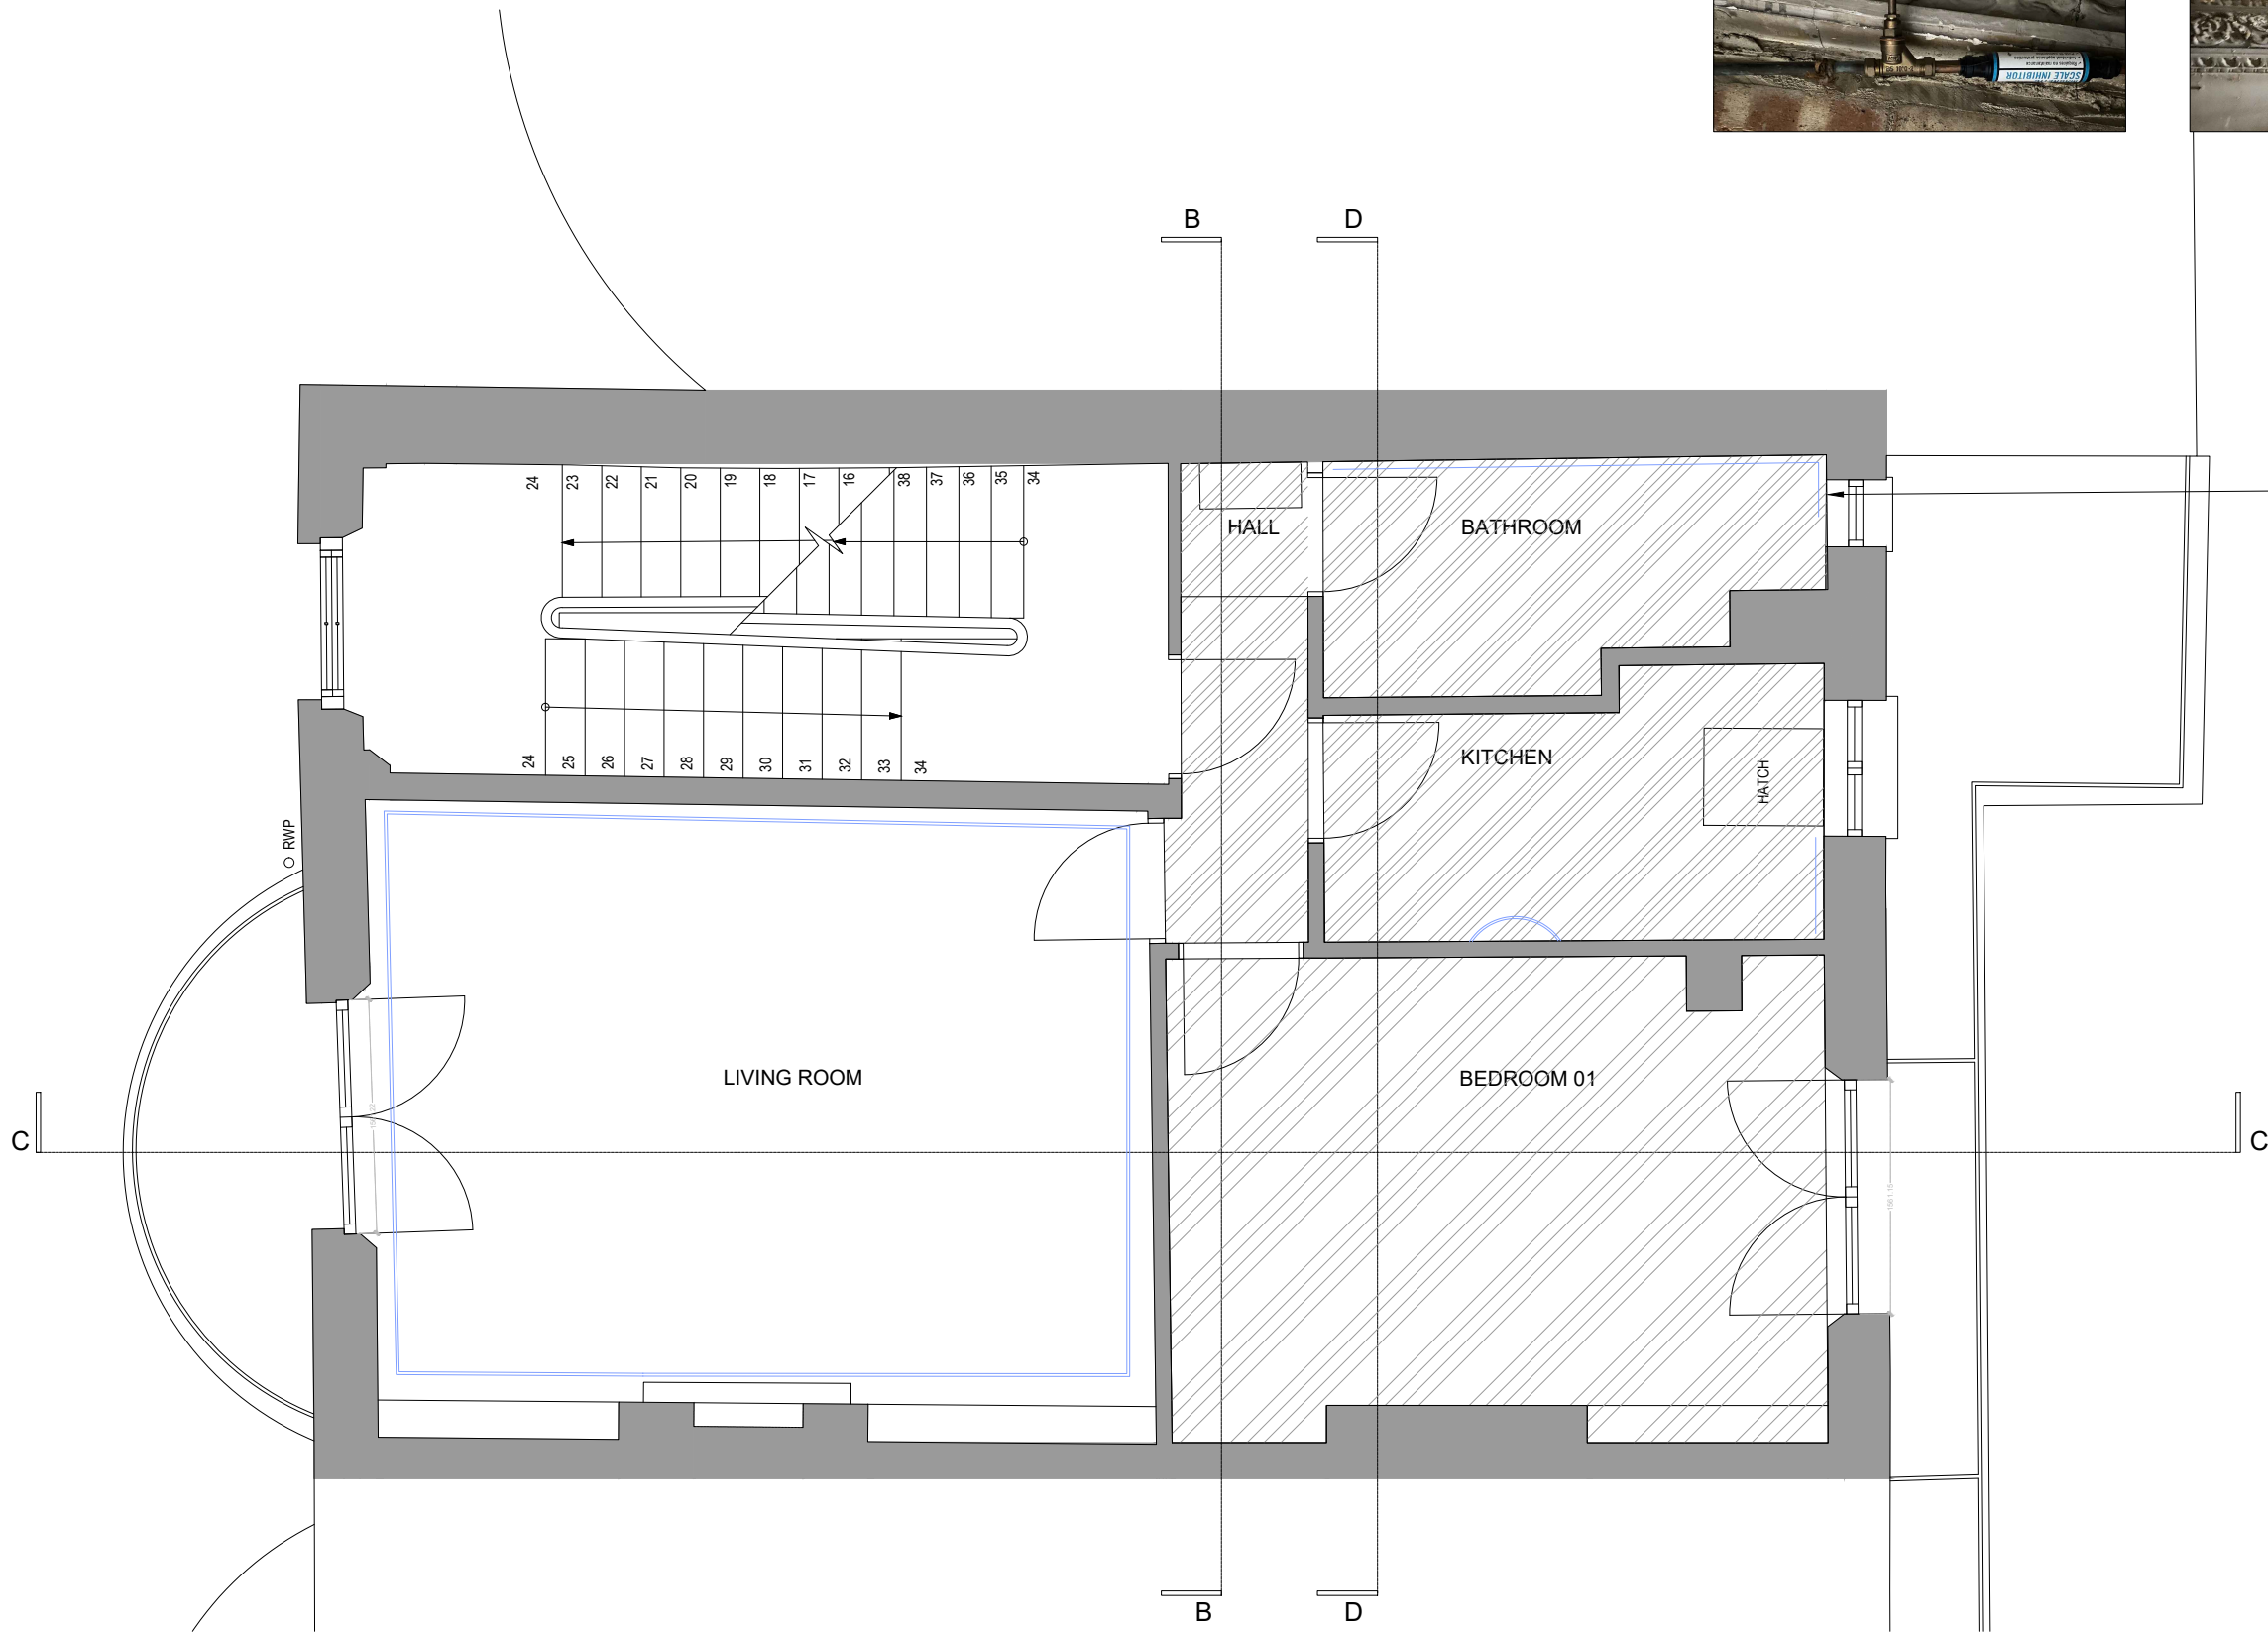 SCALE INHIBITOR
B D
24 23 22 21 20 19 18 17 16 38 37 36 35 34
HALL
BATHROOM
KITCHEN
HATCH
24 25 26 27 28 29 30 31 32 33 34
RWP
LIVING ROOM
BEDROOM 01
C C
B D